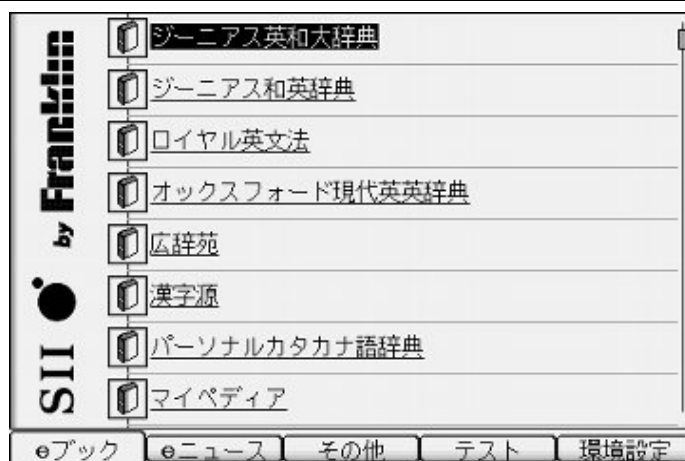 ジーニアス英和大辞典
ジーニアス和英辞典
ロイヤル英文法
オックスフォード現代英英辞典
広辞苑
漢字源
パーソナルカタカナ語辞典
マイペディア
SII by Franklin
eブック eニュース その他 テスト 環境設定